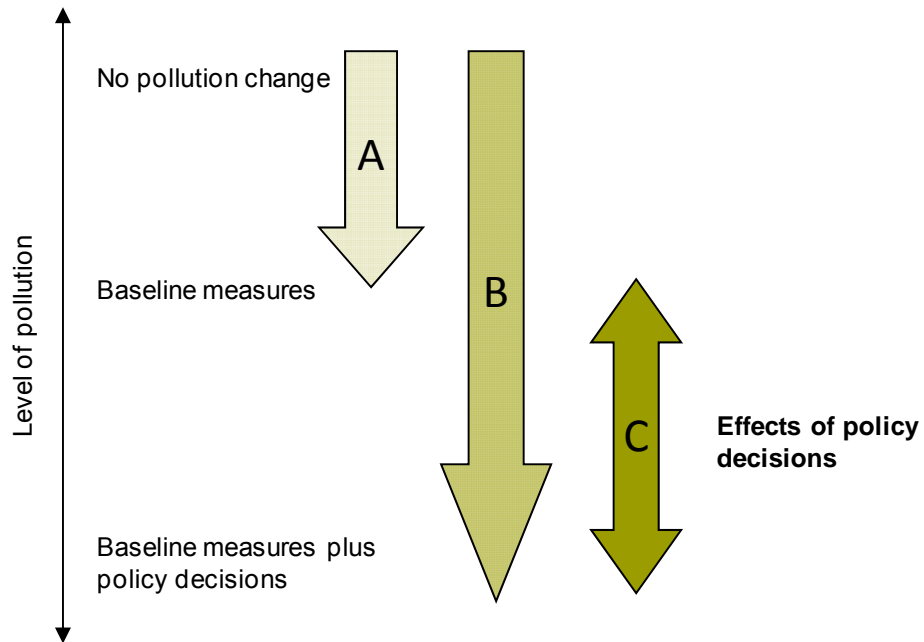 No pollution change
A
Baseline measures
B
Level of pollution
C
Effects of policy
decisions
Baseline measures plus
policy decisions